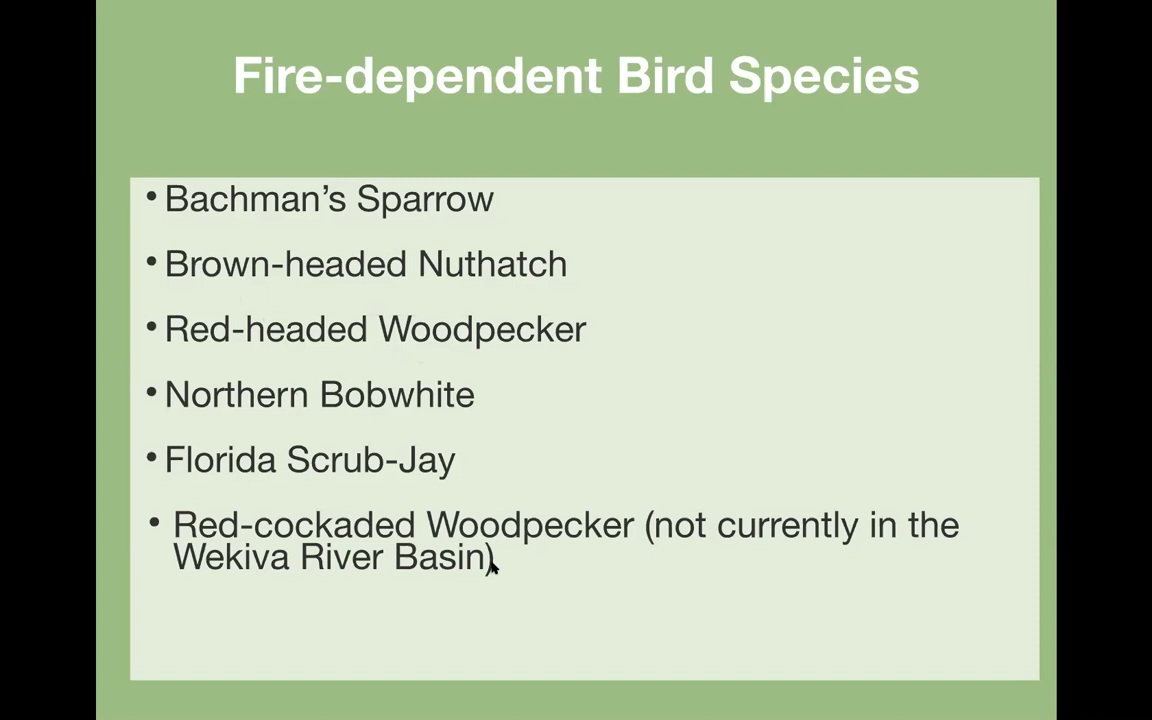 Fire-dependent Bird Species
• Bachman’s Sparrow
• Brown-headed Nuthatch
• Red-headed Woodpecker
• Northern Bobwhite
• Florida Scrub-Jay
• Red-cockaded Woodpecker (not currently in the
Wekiva River Basin)